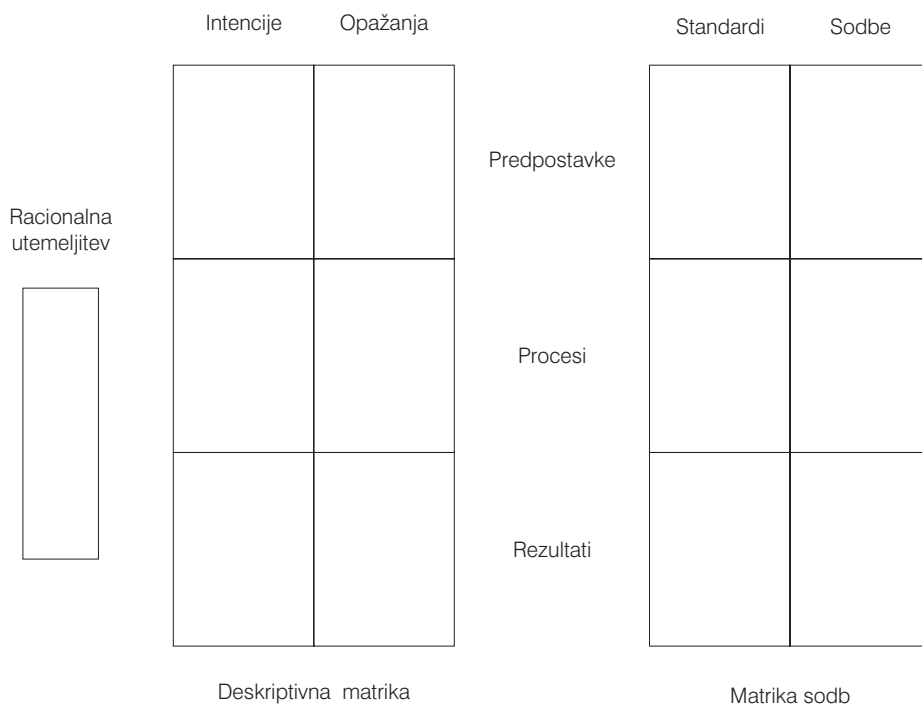 Intencije Opažanja Standardi Sodbe
Predpostavke
Racionalna
utemeljitev
Procesi
Rezultati
Deskriptivna matrika Matrika sodb